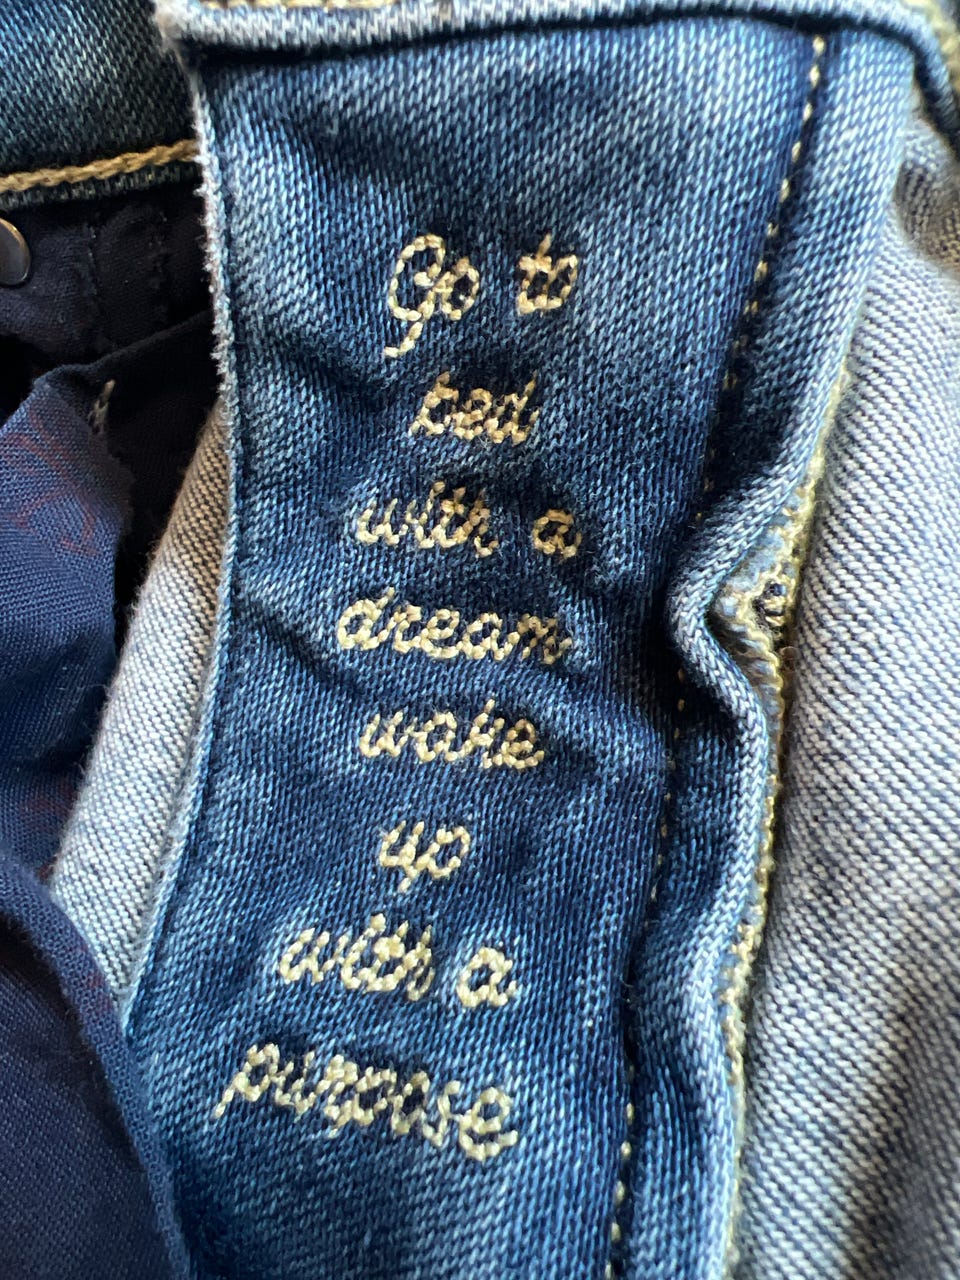 Go to
bed
with a
dream
wake
up
with a
purpose